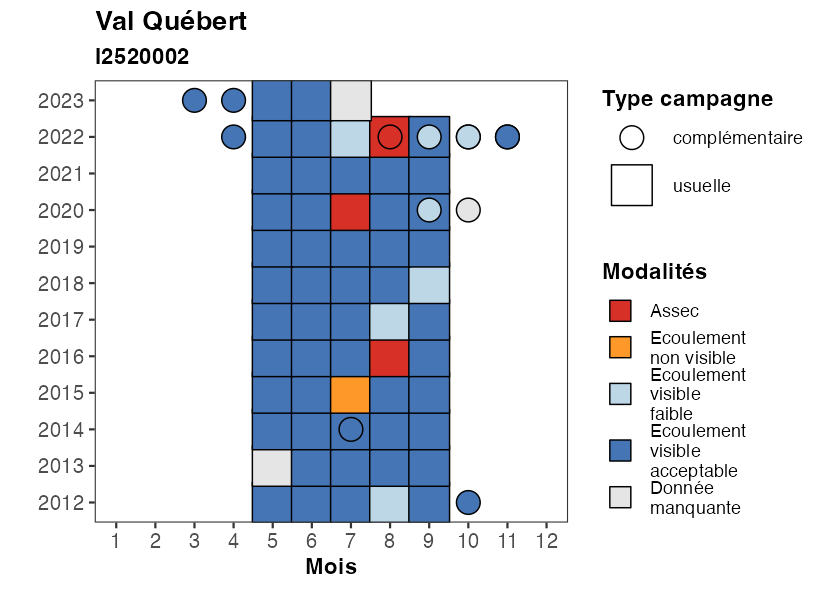 Val Québert
I2520002
2023
2022
2021
2020
2019
2018
2017
2016
2015
2014
2013
2012
1 2 3 4 5 6 7 8 9 10 11 12
Mois
Type campagne
complémentaire
usuelle
Modalités
Assec
Ecoulement
non visible
Ecoulement
visible
faible
Ecoulement
visible
acceptable
Donnée
manquante